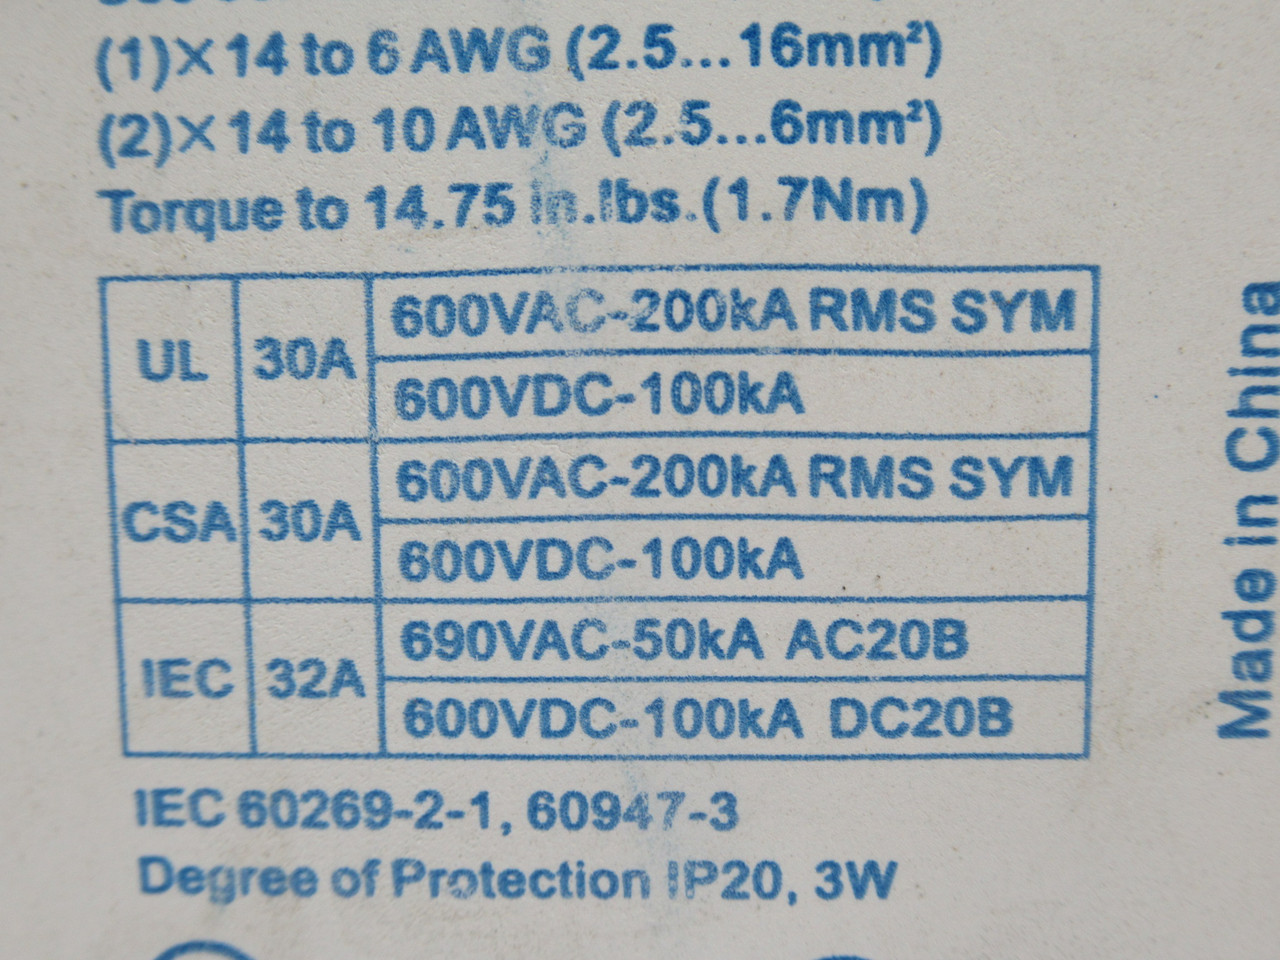 (1)×14 to 6 AWG (2.5...16mm²)
(2)×14 to 10 AWG (2.5...6mm²)
Torque to 14.75 in.lbs.(1.7Nm)
UL 30A 600VAC-200kA RMS SYM
600VDC-100kA
CSA 30A 600VAC-200kA RMS SYM
600VDC-100kA
IEC 32A 690VAC-50kA AC20B
600VDC-100kA DC20B
IEC 60269-2-1, 60947-3
Degree of Protection IP20, 3W
Made in China